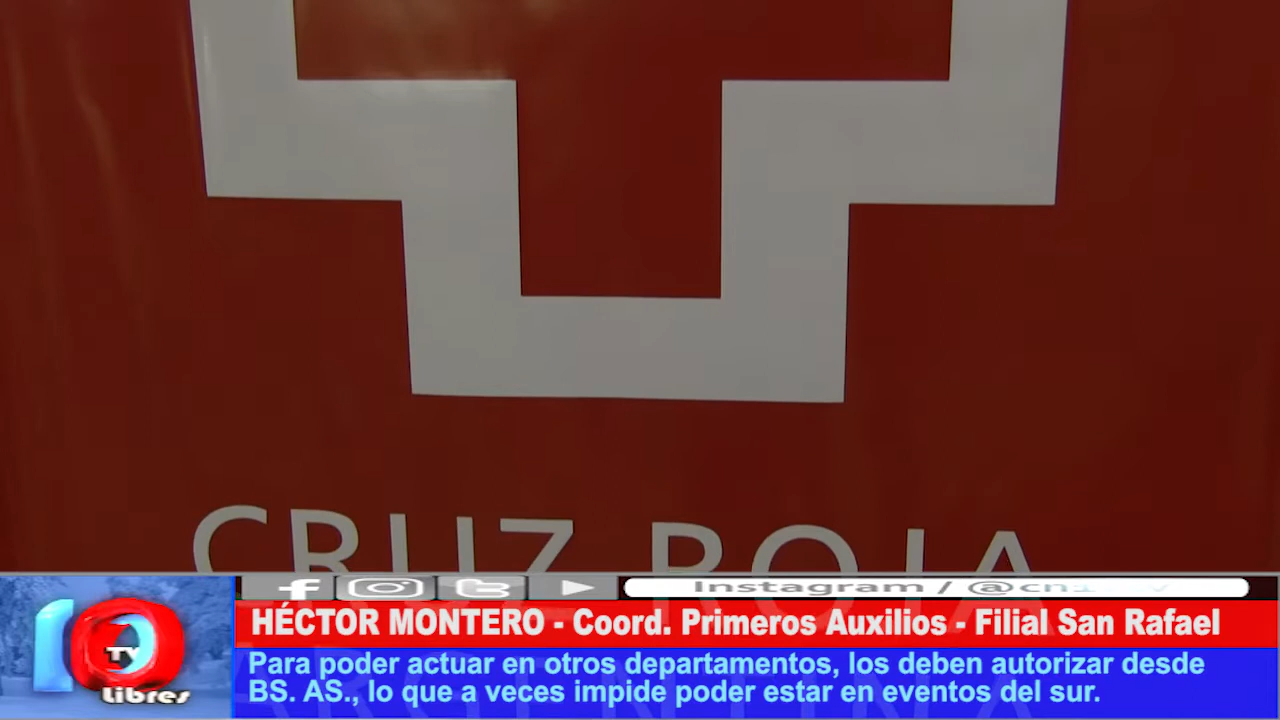 CRUZ ROJA
ARGENTINA
Instagram / @cn
HÉCTOR MONTERO - Coord. Primeros Auxilios - Filial San Rafael
Para poder actuar en otros departamentos, los deben autorizar desde
BS. AS., lo que a veces impide poder estar en eventos del sur.
10
TV
Libres